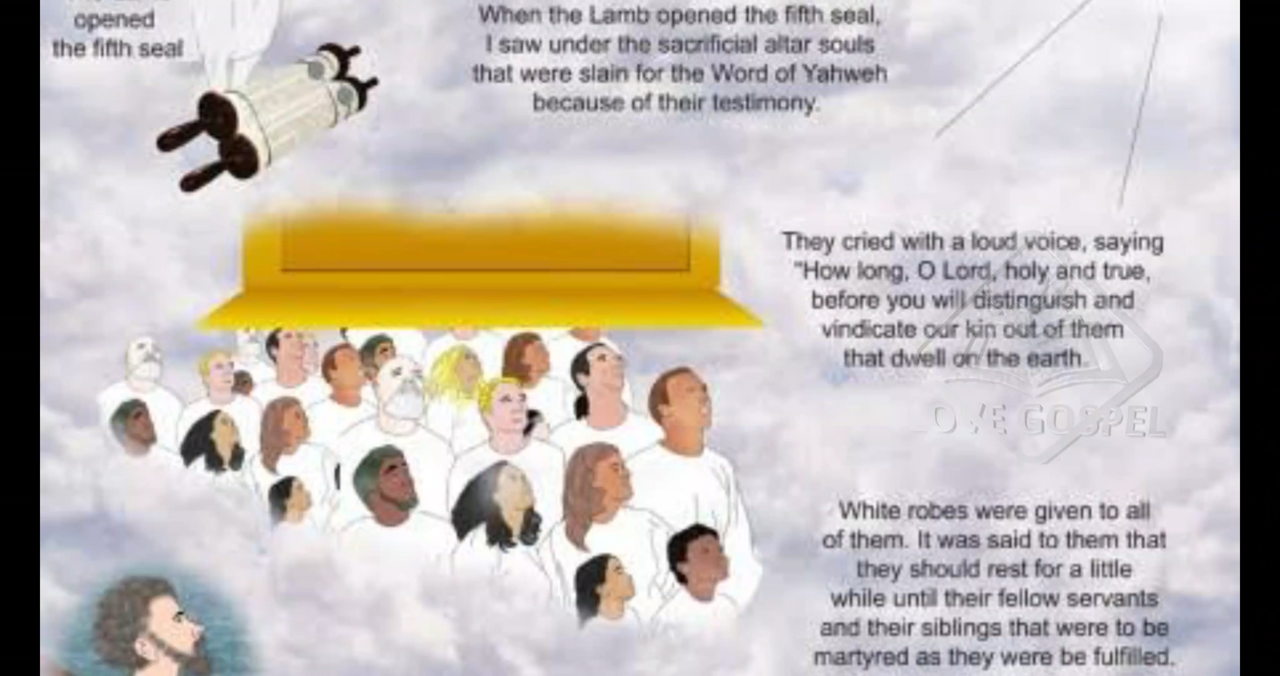 opened
the fifth seal
When the Lamb opened the fifth seal,
I saw under the sacrificial altar souls
that were slain for the Word of Yahweh
because of their testimony.
They cried with a loud voice, saying
"How long, O Lord, holy and true,
before you will distinguish and
vindicate our kin out of them
that dwell on the earth.
GOSPEL
White robes were given to all
of them. It was said to them that
they should rest for a little
while until their fellow servants
and their siblings that were to be
martyred as they were be fulfilled.